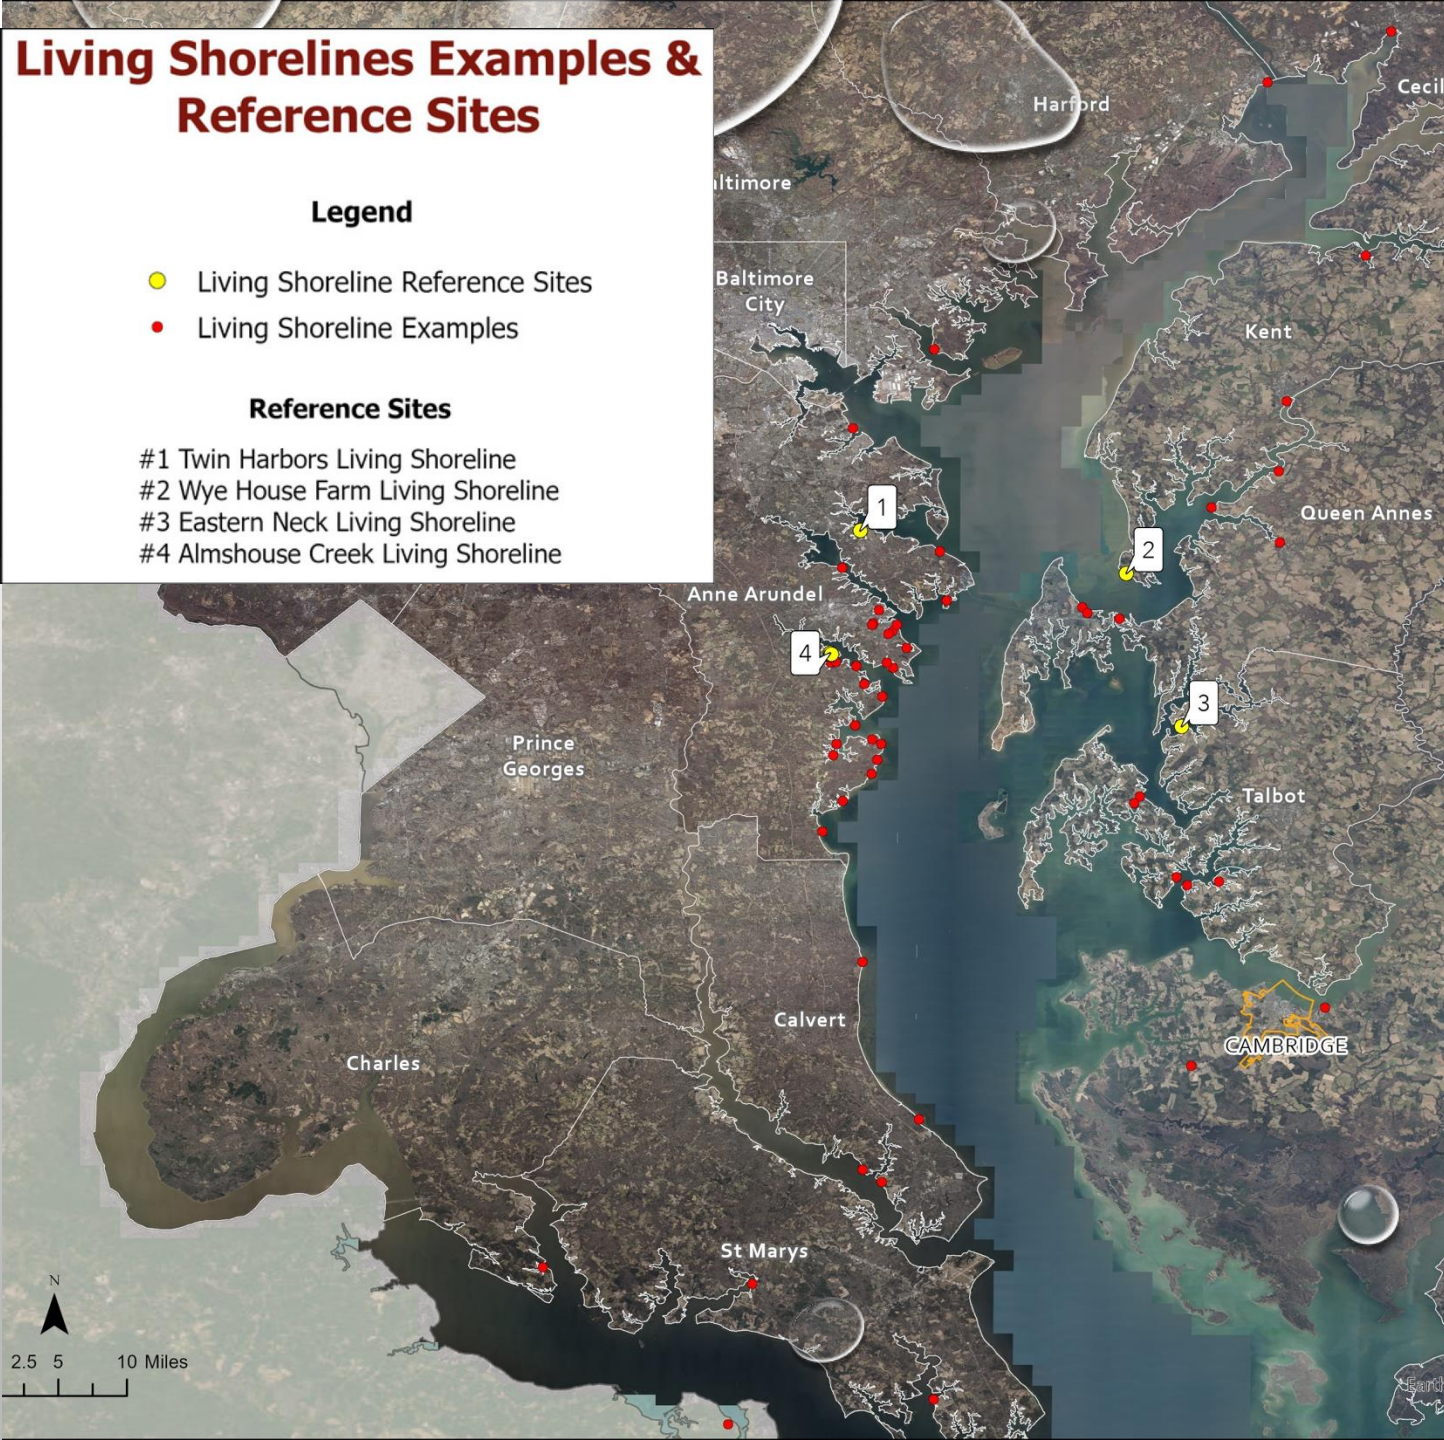 Living Shorelines Examples &
Reference Sites
Legend
Living Shoreline Reference Sites
Living Shoreline Examples
Reference Sites
#1 Twin Harbors Living Shoreline
#2 Wye House Farm Living Shoreline
#3 Eastern Neck Living Shoreline
#4 Almshouse Creek Living Shoreline
Cecil
Harford
altimore
Baltimore
City
Kent
1
Queen Annes
2
Anne Arundel
4
3
Prince
Georges
Talbot
Calvert
CAMBRIDGE
Charles
St Marys
N
2.5 5 10 Miles
Earth